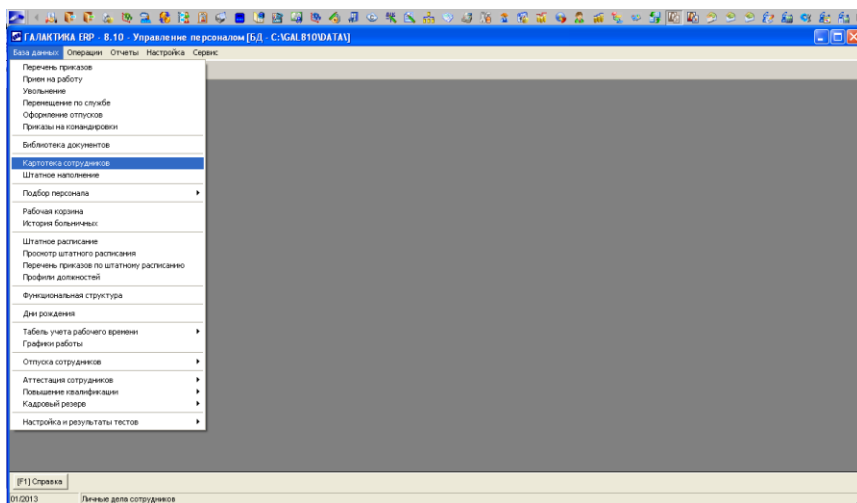 ГАЛАКТИКА ERP - 8.10 - Управление персоналом [БД - C:\GAL810\DATA\]
База данных Операции Отчеты Настройка Сервис
Перечень приказов
Прием на работу
Увольнение
Перемещение по службе
Оформление отпусков
Приказы на командировки
Библиотека документов
Картотека сотрудников
Штатное наполнение
Подбор персонала
Рабочая корзина
История больничных
Штатное расписание
Просмотр штатного расписания
Перечень приказов по штатному расписанию
Профили должностей
Функциональная структура
Дни рождения
Табель учета рабочего времени
Графики работы
Отпуска сотрудников
Аттестация сотрудников
Повышение квалификации
Кадровый резерв
Настройка и результаты тестов
[F1] Справка
01/2013 Личные дела сотрудников